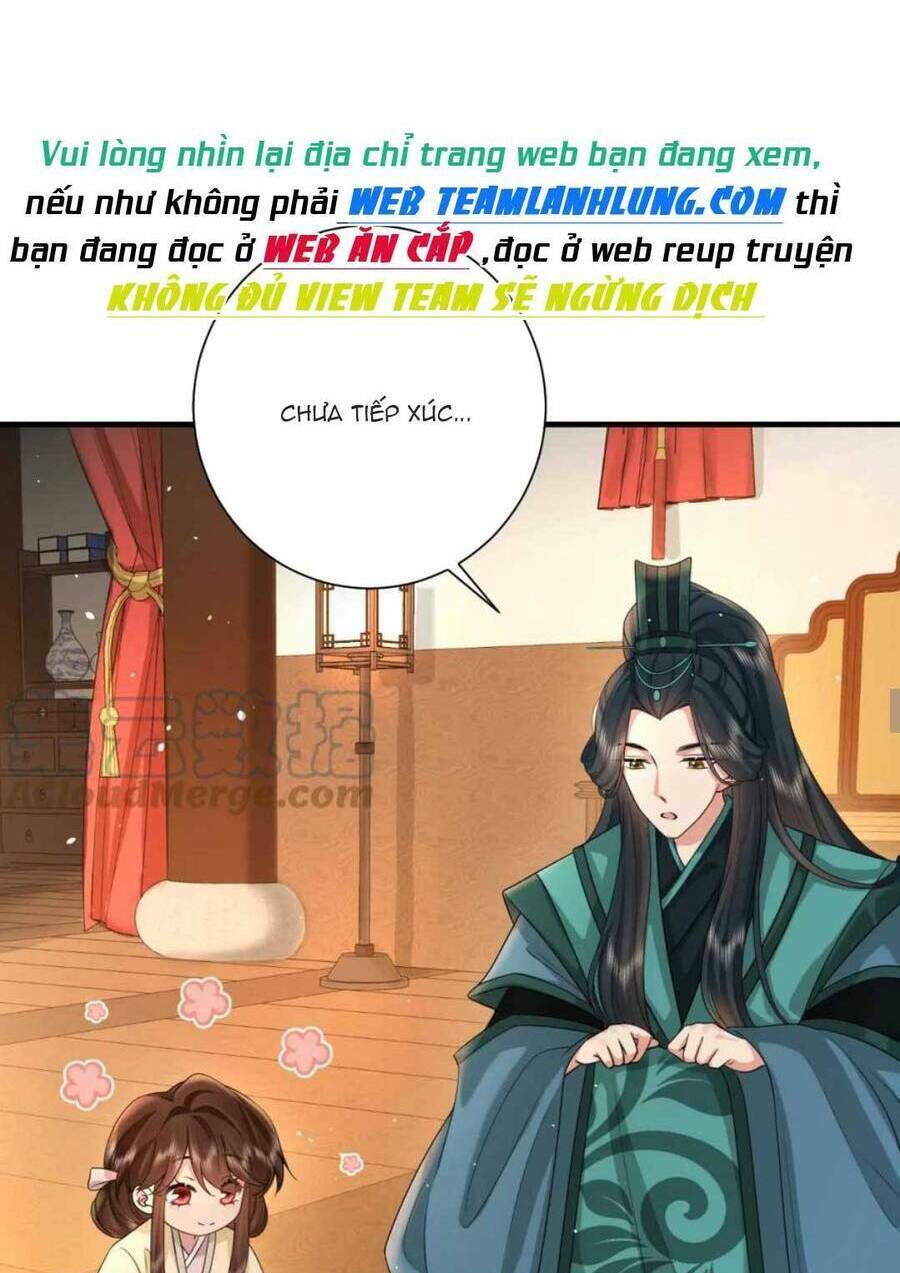 Vui lòng nhìn lại địa chỉ trang web bạn đang xem,
nếu như không phải WEB TEAMLANHLUNG.COM thì
bạn đang đọc ở WEB ĂN CẮP ,đọc ở web reup truyện
KHÔNG ĐỦ VIEW TEAM SẼ NGỪNG DỊCH
CHƯA TIẾP XÚC...
AcloudMerge.com